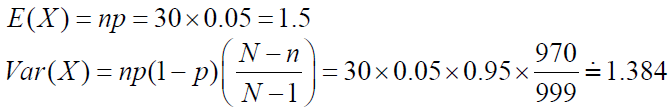 E(X) = np = 30 × 0.05 = 1.5
Var(X) = np(1 − p)((N − n)/(N − 1)) = 30 × 0.05 × 0.95 × 970/999 ≐ 1.384